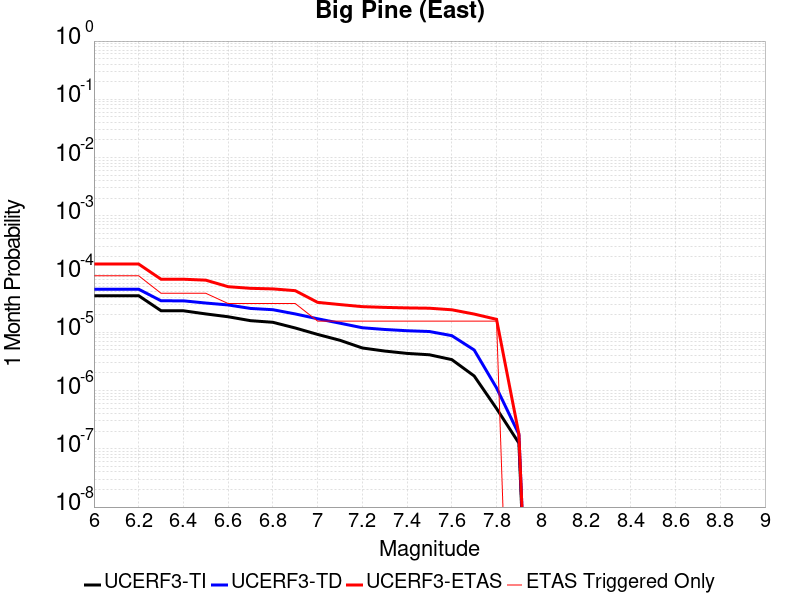 Big Pine (East)
10^0
10^-1
10^-2
10^-3
10^-4
10^-5
10^-6
10^-7
10^-8
1 Month Probability
6 6.2 6.4 6.6 6.8 7 7.2 7.4 7.6 7.8 8 8.2 8.4 8.6 8.8 9
Magnitude
UCERF3-TI UCERF3-TD UCERF3-ETAS ETAS Triggered Only